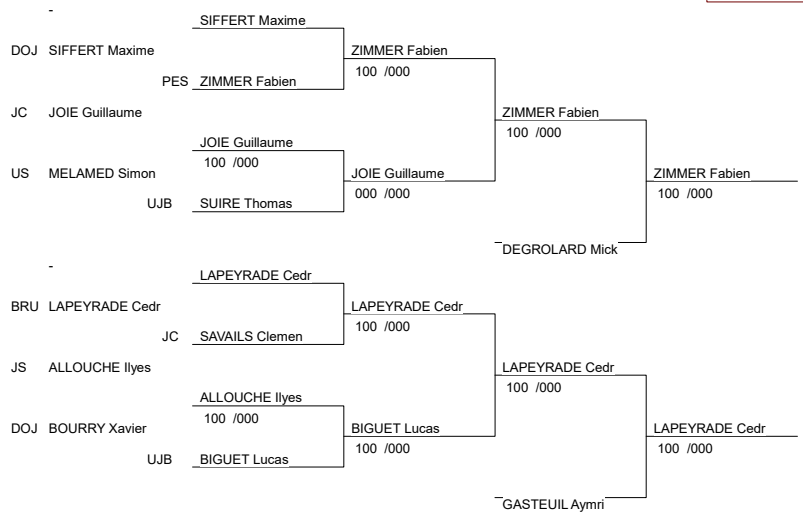 -
SIFFERT Maxime
DOJ SIFFERT Maxime
ZIMMER Fabien
100 /000
PES ZIMMER Fabien
JC JOIE Guillaume
ZIMMER Fabien
100 /000
JOIE Guillaume
100 /000
US MELAMED Simon
JOIE Guillaume
000 /000
ZIMMER Fabien
100 /000
UJB SUIRE Thomas
DEGROLARD Mick
-
LAPEYRADE Cedr
BRU LAPEYRADE Cedr
LAPEYRADE Cedr
100 /000
JC SAVAILS Clemen
JS ALLOUCHE Ilyes
LAPEYRADE Cedr
100 /000
ALLOUCHE Ilyes
100 /000
DOJ BOURRY Xavier
BIGUET Lucas
100 /000
LAPEYRADE Cedr
100 /000
UJB BIGUET Lucas
GASTEUIL Aymri